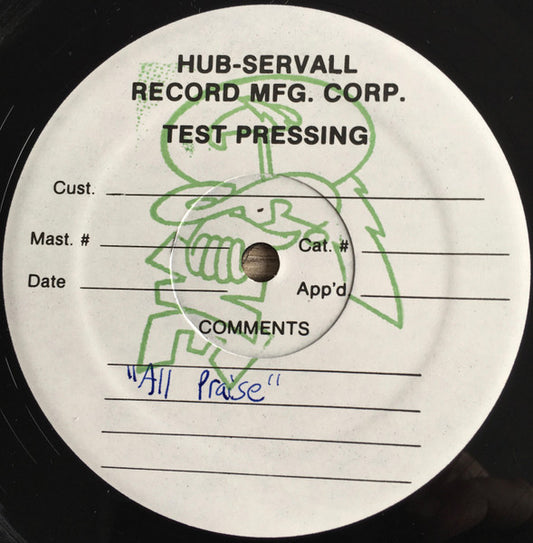 HUB-SERVALL
RECORD MFG. CORP.
TEST PRESSING
Cust.
Mast. # Cat. #
Date App'd
COMMENTS
"All Praise"